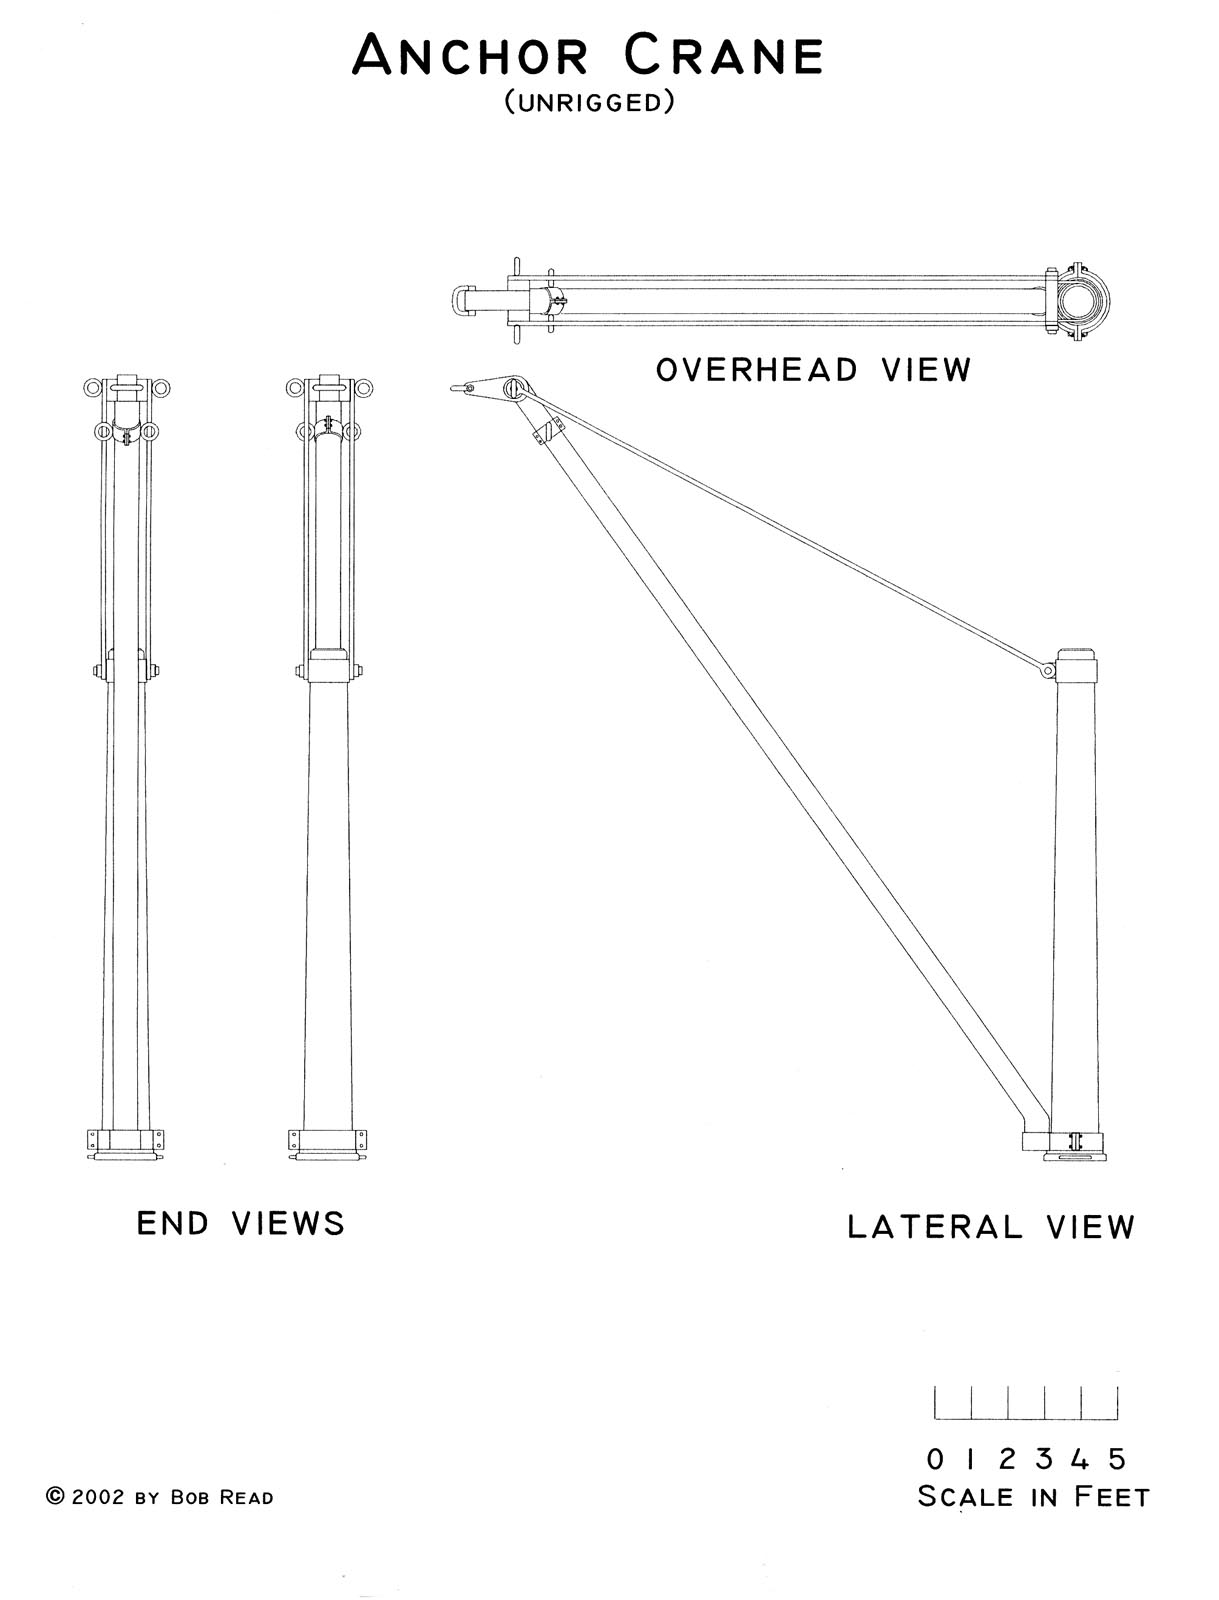 ANCHOR CRANE
(UNRIGGED)
OVERHEAD VIEW
END VIEWS
LATERAL VIEW
0 1 2 3 4 5
SCALE IN FEET
© 2002 BY BOB READ